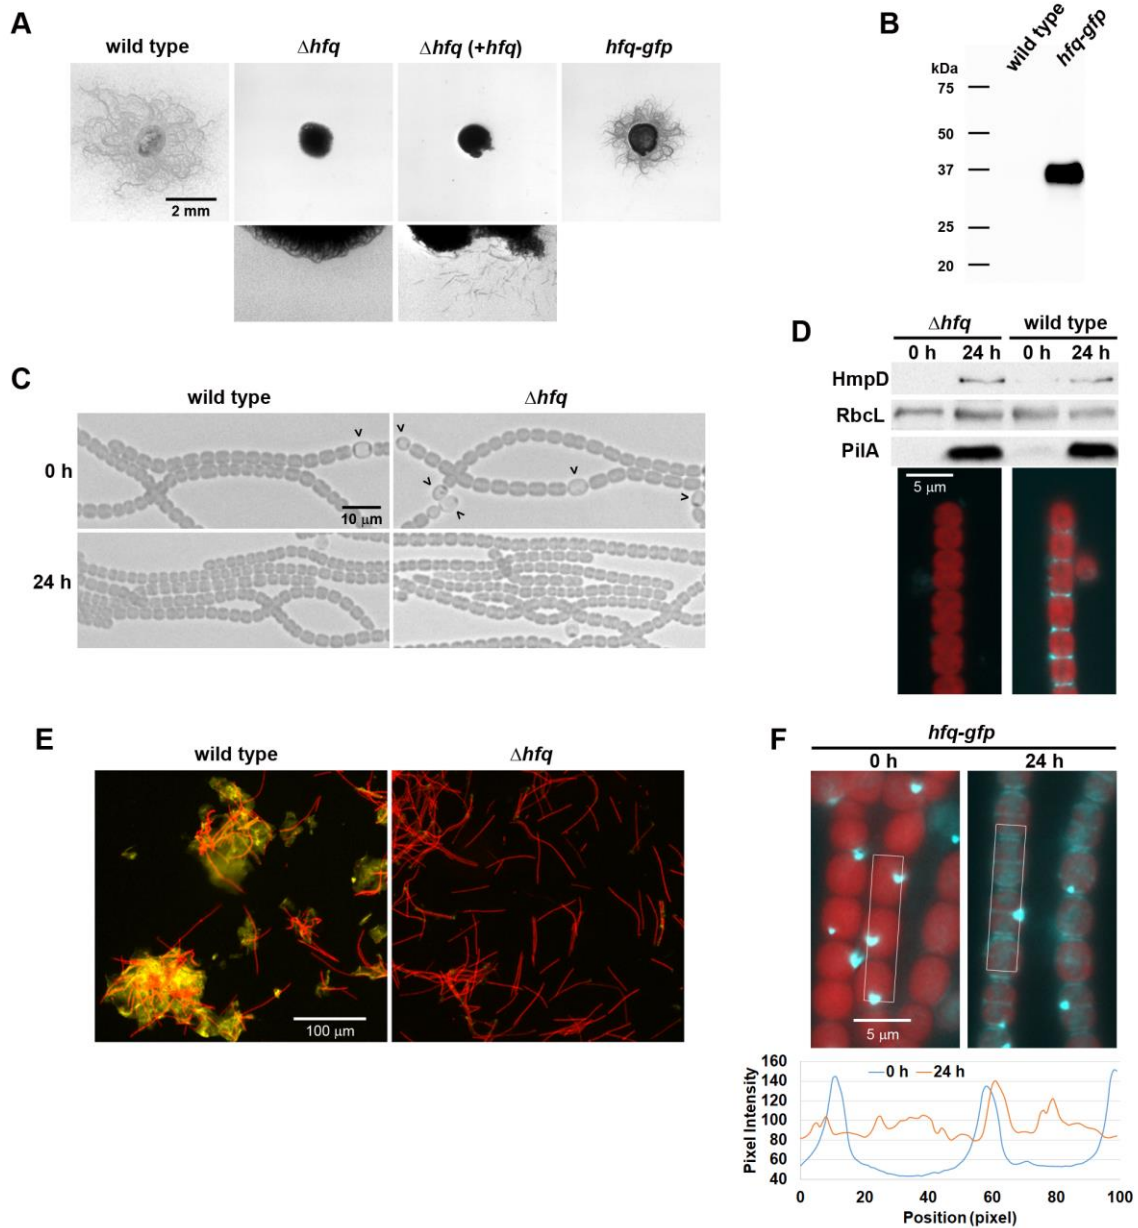 A
wild type
Δhfq
Δhfq (+hfq)
hfq-gfp
2 mm
B
wild type
hfq-gfp
kDa
75
50
37
25
20
C
wild type
Δhfq
0 h
10 μm
24 h
D
Δhfq
wild type
0 h 24 h 0 h 24 h
HmpD
RbcL
PilA
5 μm
E
wild type
Δhfq
100 μm
F
hfq-gfp
0 h
24 h
5 μm
Pixel Intensity
160
140
120
100
80
60
40
0 h 24 h
0 20 40 60 80 100
Position (pixel)